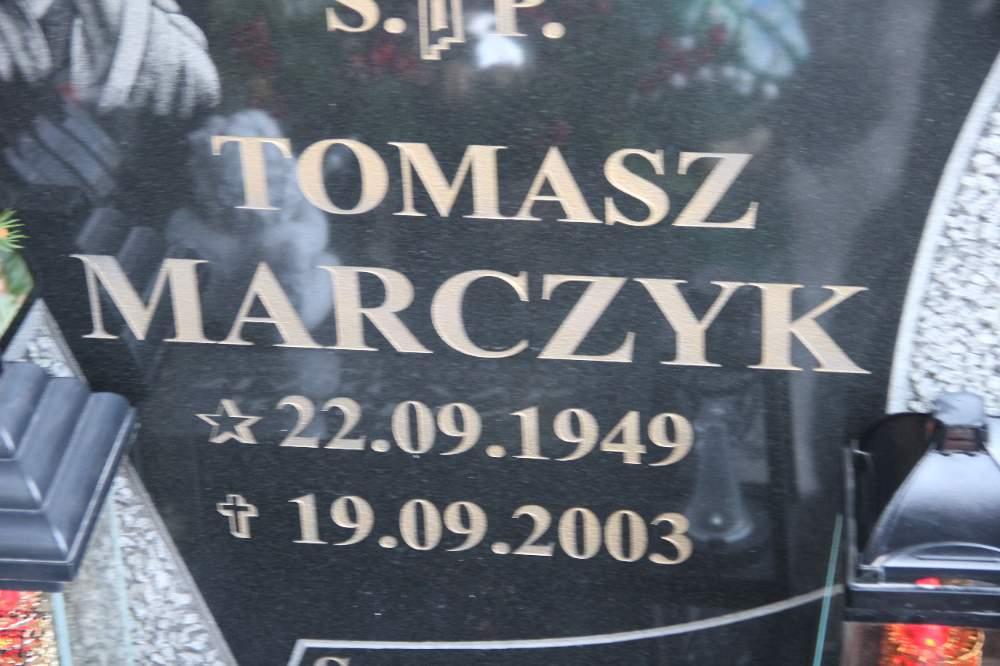 S. P.
TOMASZ
MARCZYK
22.09.1949
19.09.2003